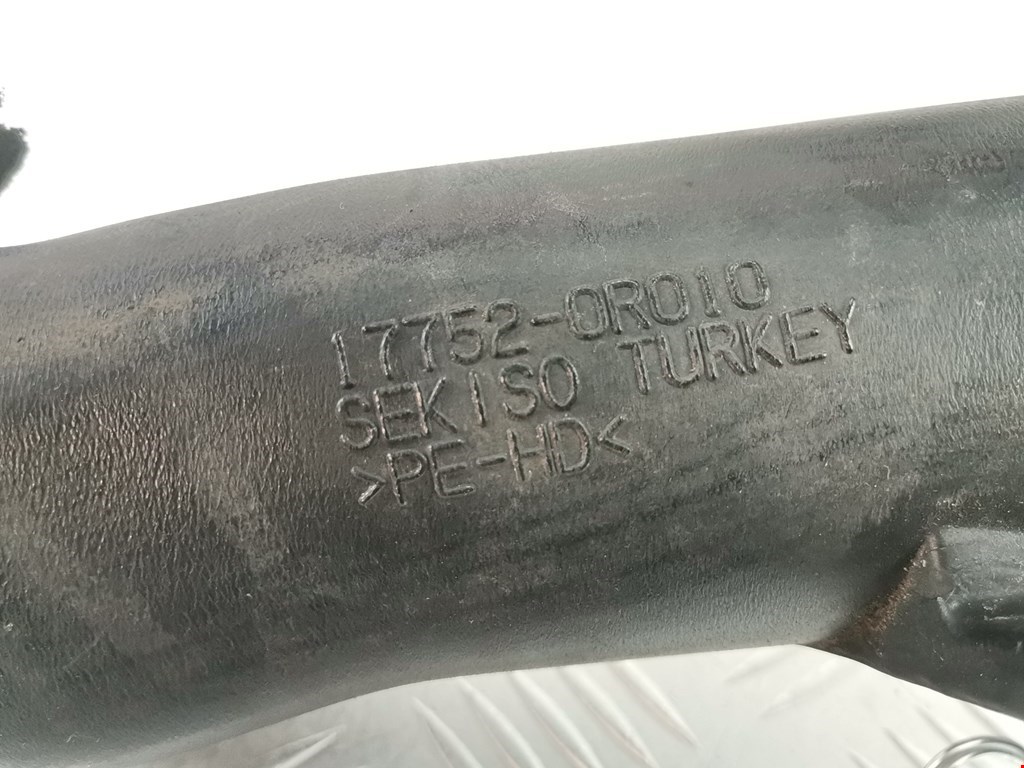 17752-0R010
SEKISO TURKEY
>PE-HD<